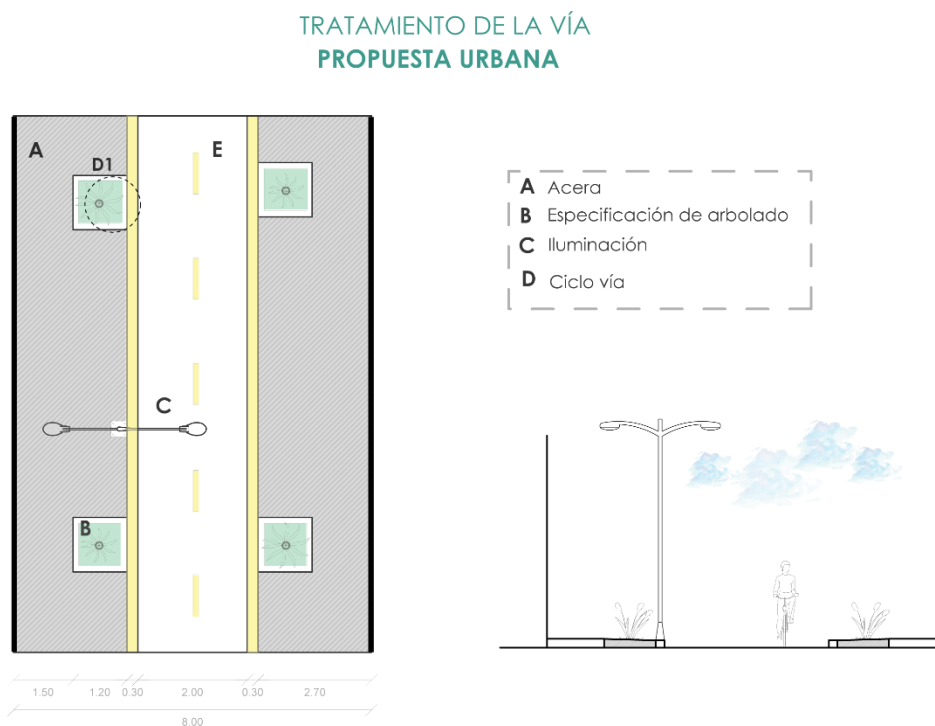 TRATAMIENTO DE LA VÍA
PROPUESTA URBANA
A
E
D1
C
B
1.50 1.20 0.30 2.00 0.30 2.70
8.00
A Acera
B Especificación de arbolado
C Iluminación
D Ciclo vía